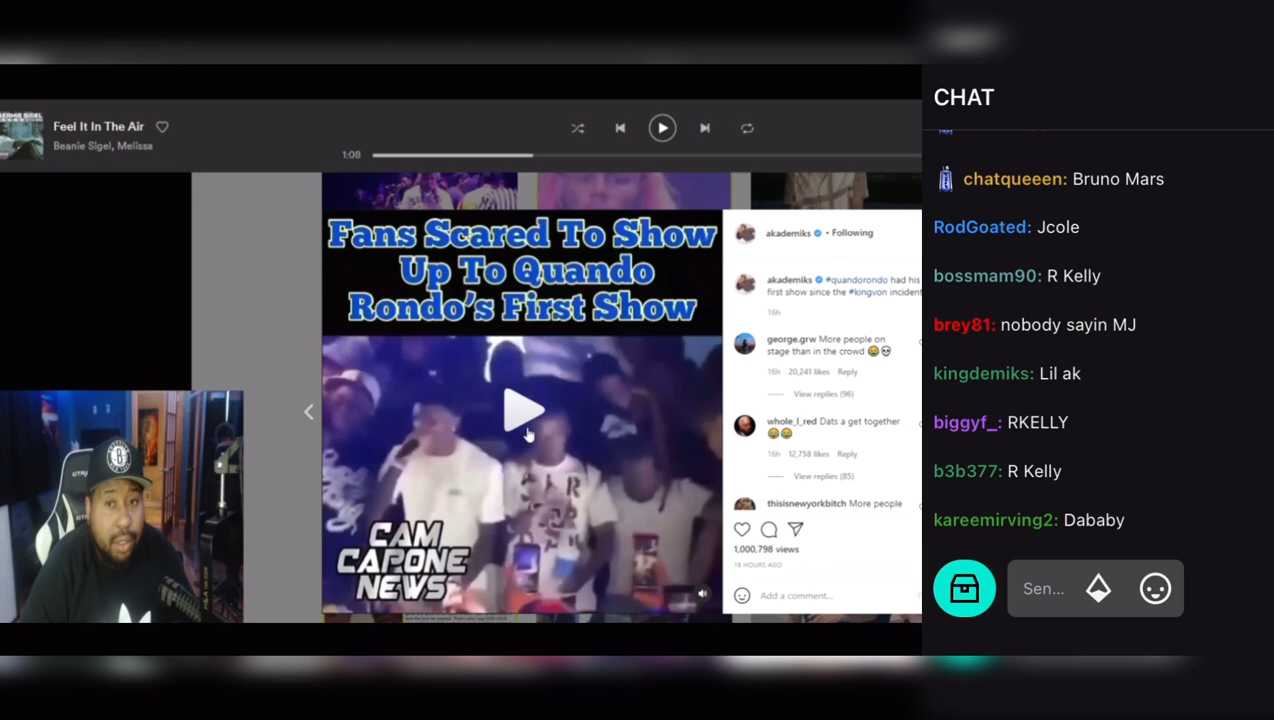 Feel It In The Air
Beanie Sigel, Melissa
1:08
Fans Scared To Show
Up To Quando
Rondo's First Show
CAM
CAPONE
NEWS
akademiks • Following
akademiks #quandorondo had his
first show since the #kingvon incident
16h
george.grw More people on
stage than in the crowd 😂💀
16h 20,241 likes Reply
View replies (96)
whole_l_red Dats a get together
😂😂
16h 12,758 likes Reply
View replies (85)
thisisnewyorkbitch More people
1,000,798 views
16 HOURS AGO
Add a comment...
CHAT
chatqueeen: Bruno Mars
RodGoated: Jcole
bossmam90: R Kelly
brey81: nobody sayin MJ
kingdemiks: Lil ak
biggyf_: RKELLY
b3b377: R Kelly
kareemirving2: Dababy
Sen...